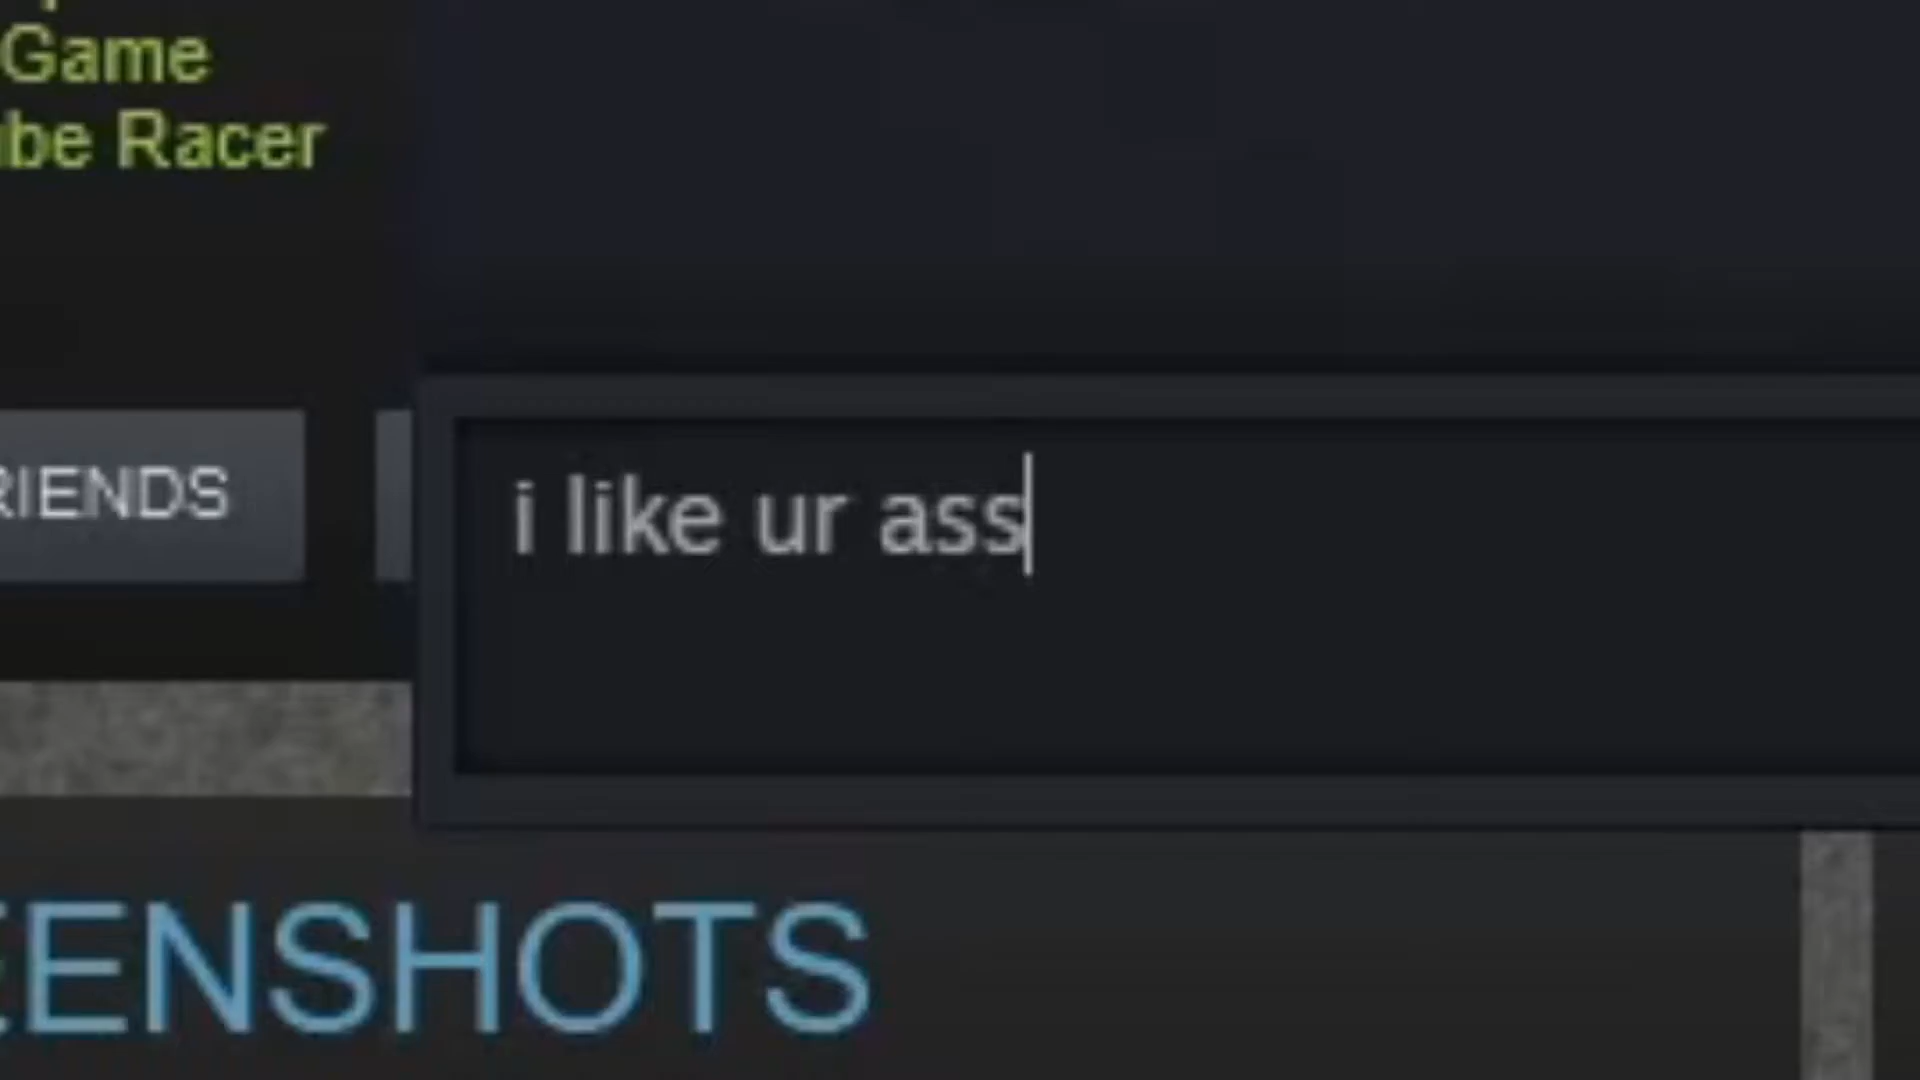 Game
be Racer
RIENDS
i like ur ass
EENSHOTS